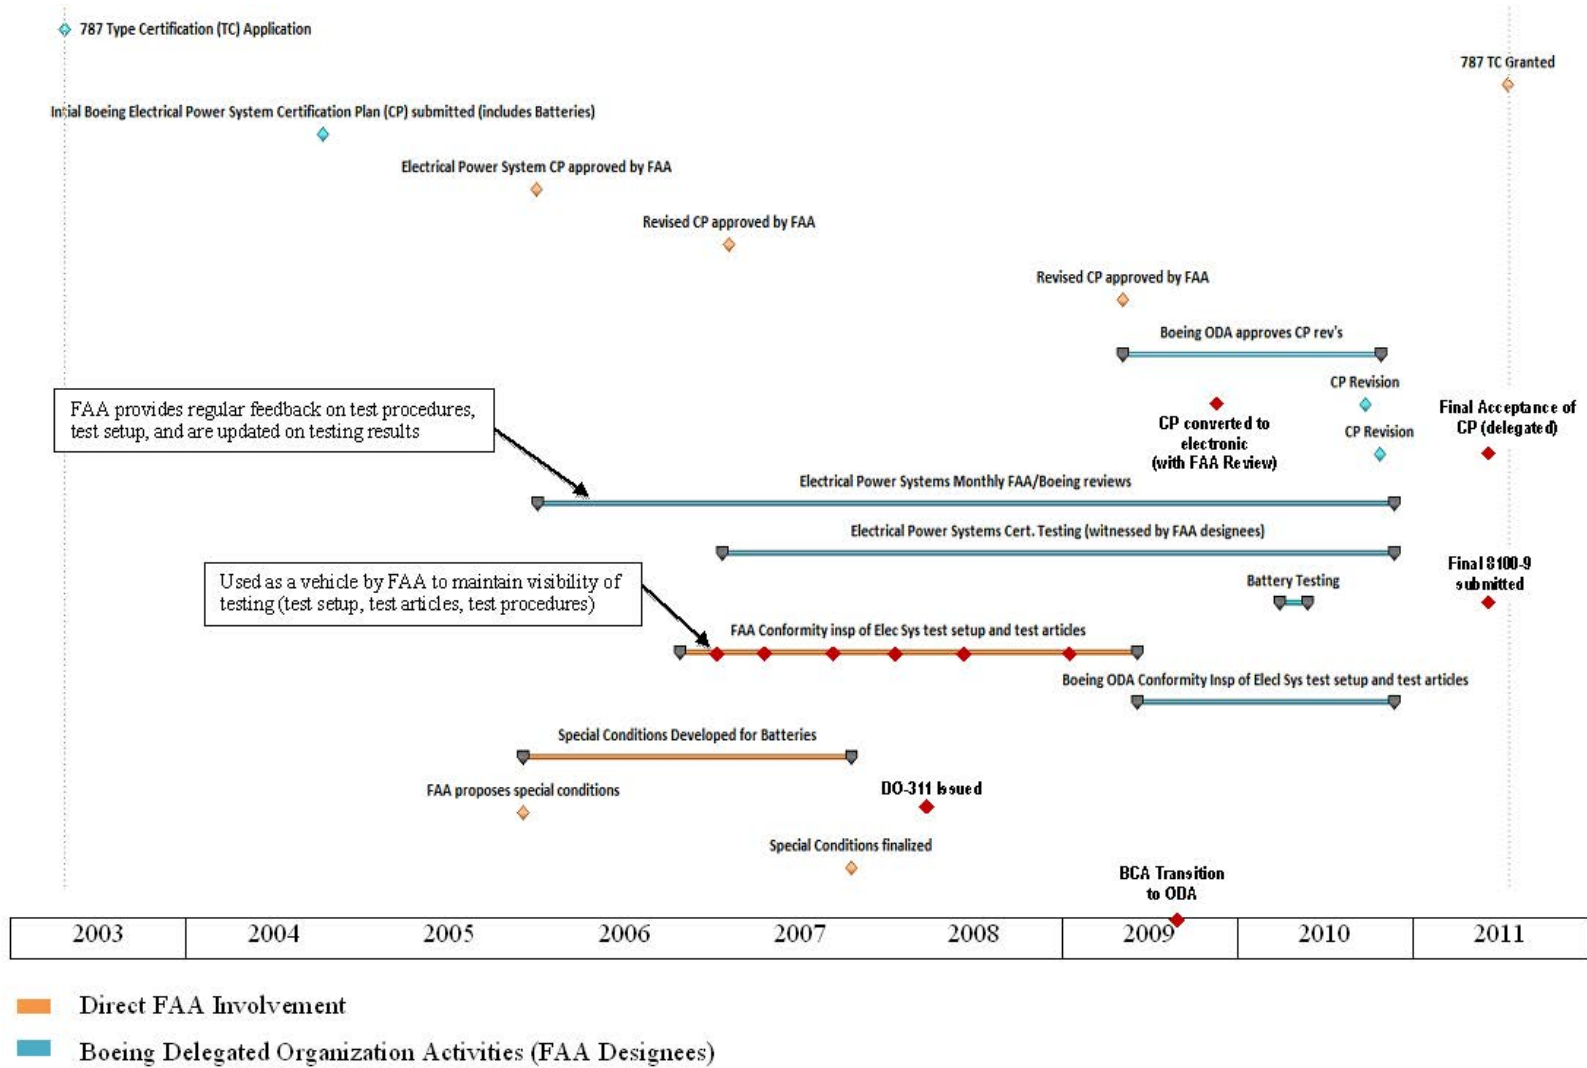 787 Type Certification (TC) Application
787 TC Granted
Intial Boeing Electrical Power System Certification Plan (CP) submitted (includes Batteries)
Electrical Power System CP approved by FAA
Revised CP approved by FAA
Revised CP approved by FAA
Boeing ODA approves CP rev's
CP Revision
FAA provides regular feedback on test procedures,
test setup, and are updated on testing results
CP converted to
electronic
(with FAA Review)
CP Revision
Final Acceptance of
CP (delegated)
Electrical Power Systems Monthly FAA/Boeing reviews
Electrical Power Systems Cert. Testing (witnessed by FAA designees)
Used as a vehicle by FAA to maintain visibility of
testing (test setup, test articles, test procedures)
Battery Testing
Final 8100-9
submitted
FAA Conformity insp of Elec Sys test setup and test articles
Boeing ODA Conformity Insp of Elecl Sys test setup and test articles
Special Conditions Developed for Batteries
FAA proposes special conditions
DO-311 Issued
Special Conditions finalized
BCA Transition
to ODA
2003 2004 2005 2006 2007 2008 2009 2010 2011
Direct FAA Involvement
Boeing Delegated Organization Activities (FAA Designees)